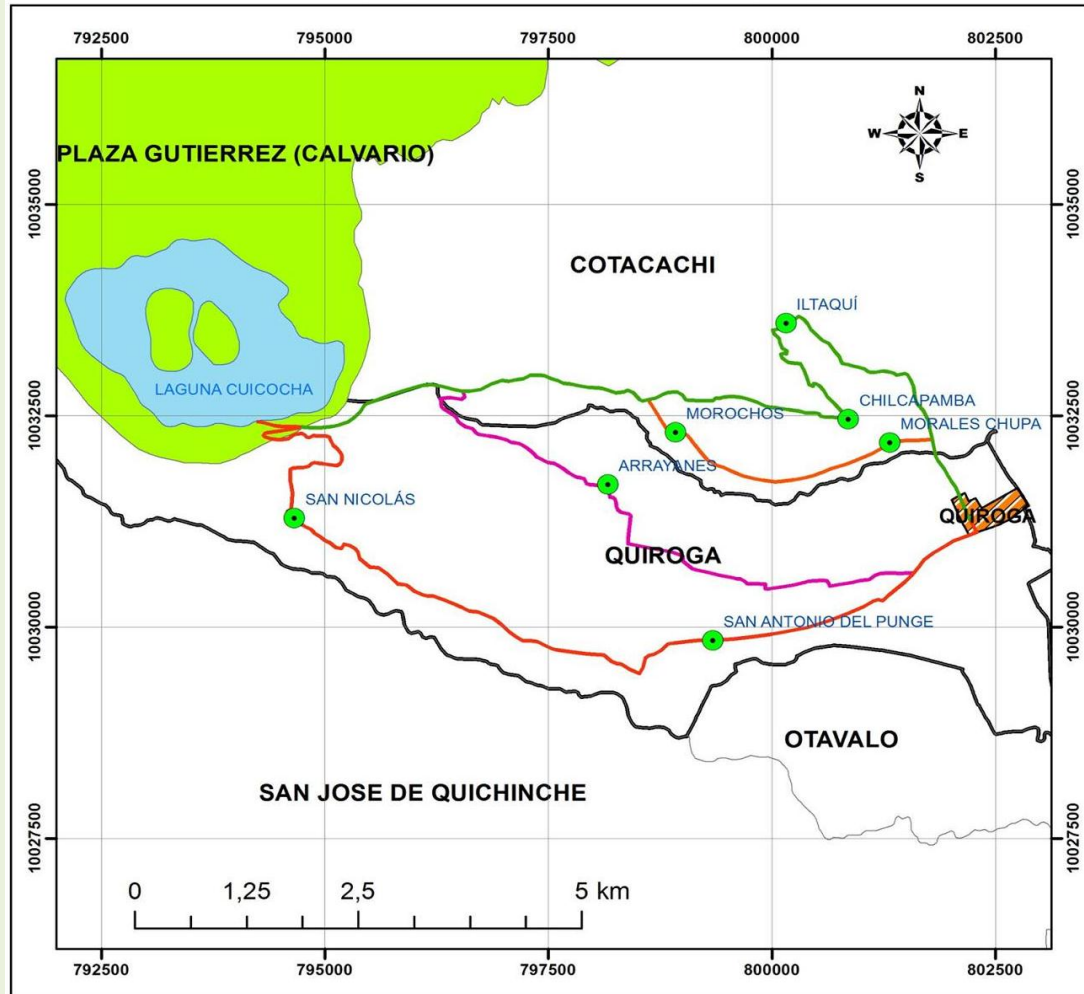 792500 795000 797500 800000 802500
N
W E
S
PLAZA GUTIERREZ (CALVARIO)
10035000 10035000
COTACACHI
ILTAQUÍ
LAGUNA CUICOCHA
CHILCAPAMBA
10032500 10032500
MOROCHOS
MORALES CHUPA
ARRAYANES
SAN NICOLÁS
QUIROGA
QUIROGA
SAN ANTONIO DEL PUNGE
10030000 10030000
OTAVALO
SAN JOSE DE QUICHINCHE
10027500 10027500
0 1,25 2,5 5 km
792500 795000 797500 800000 802500